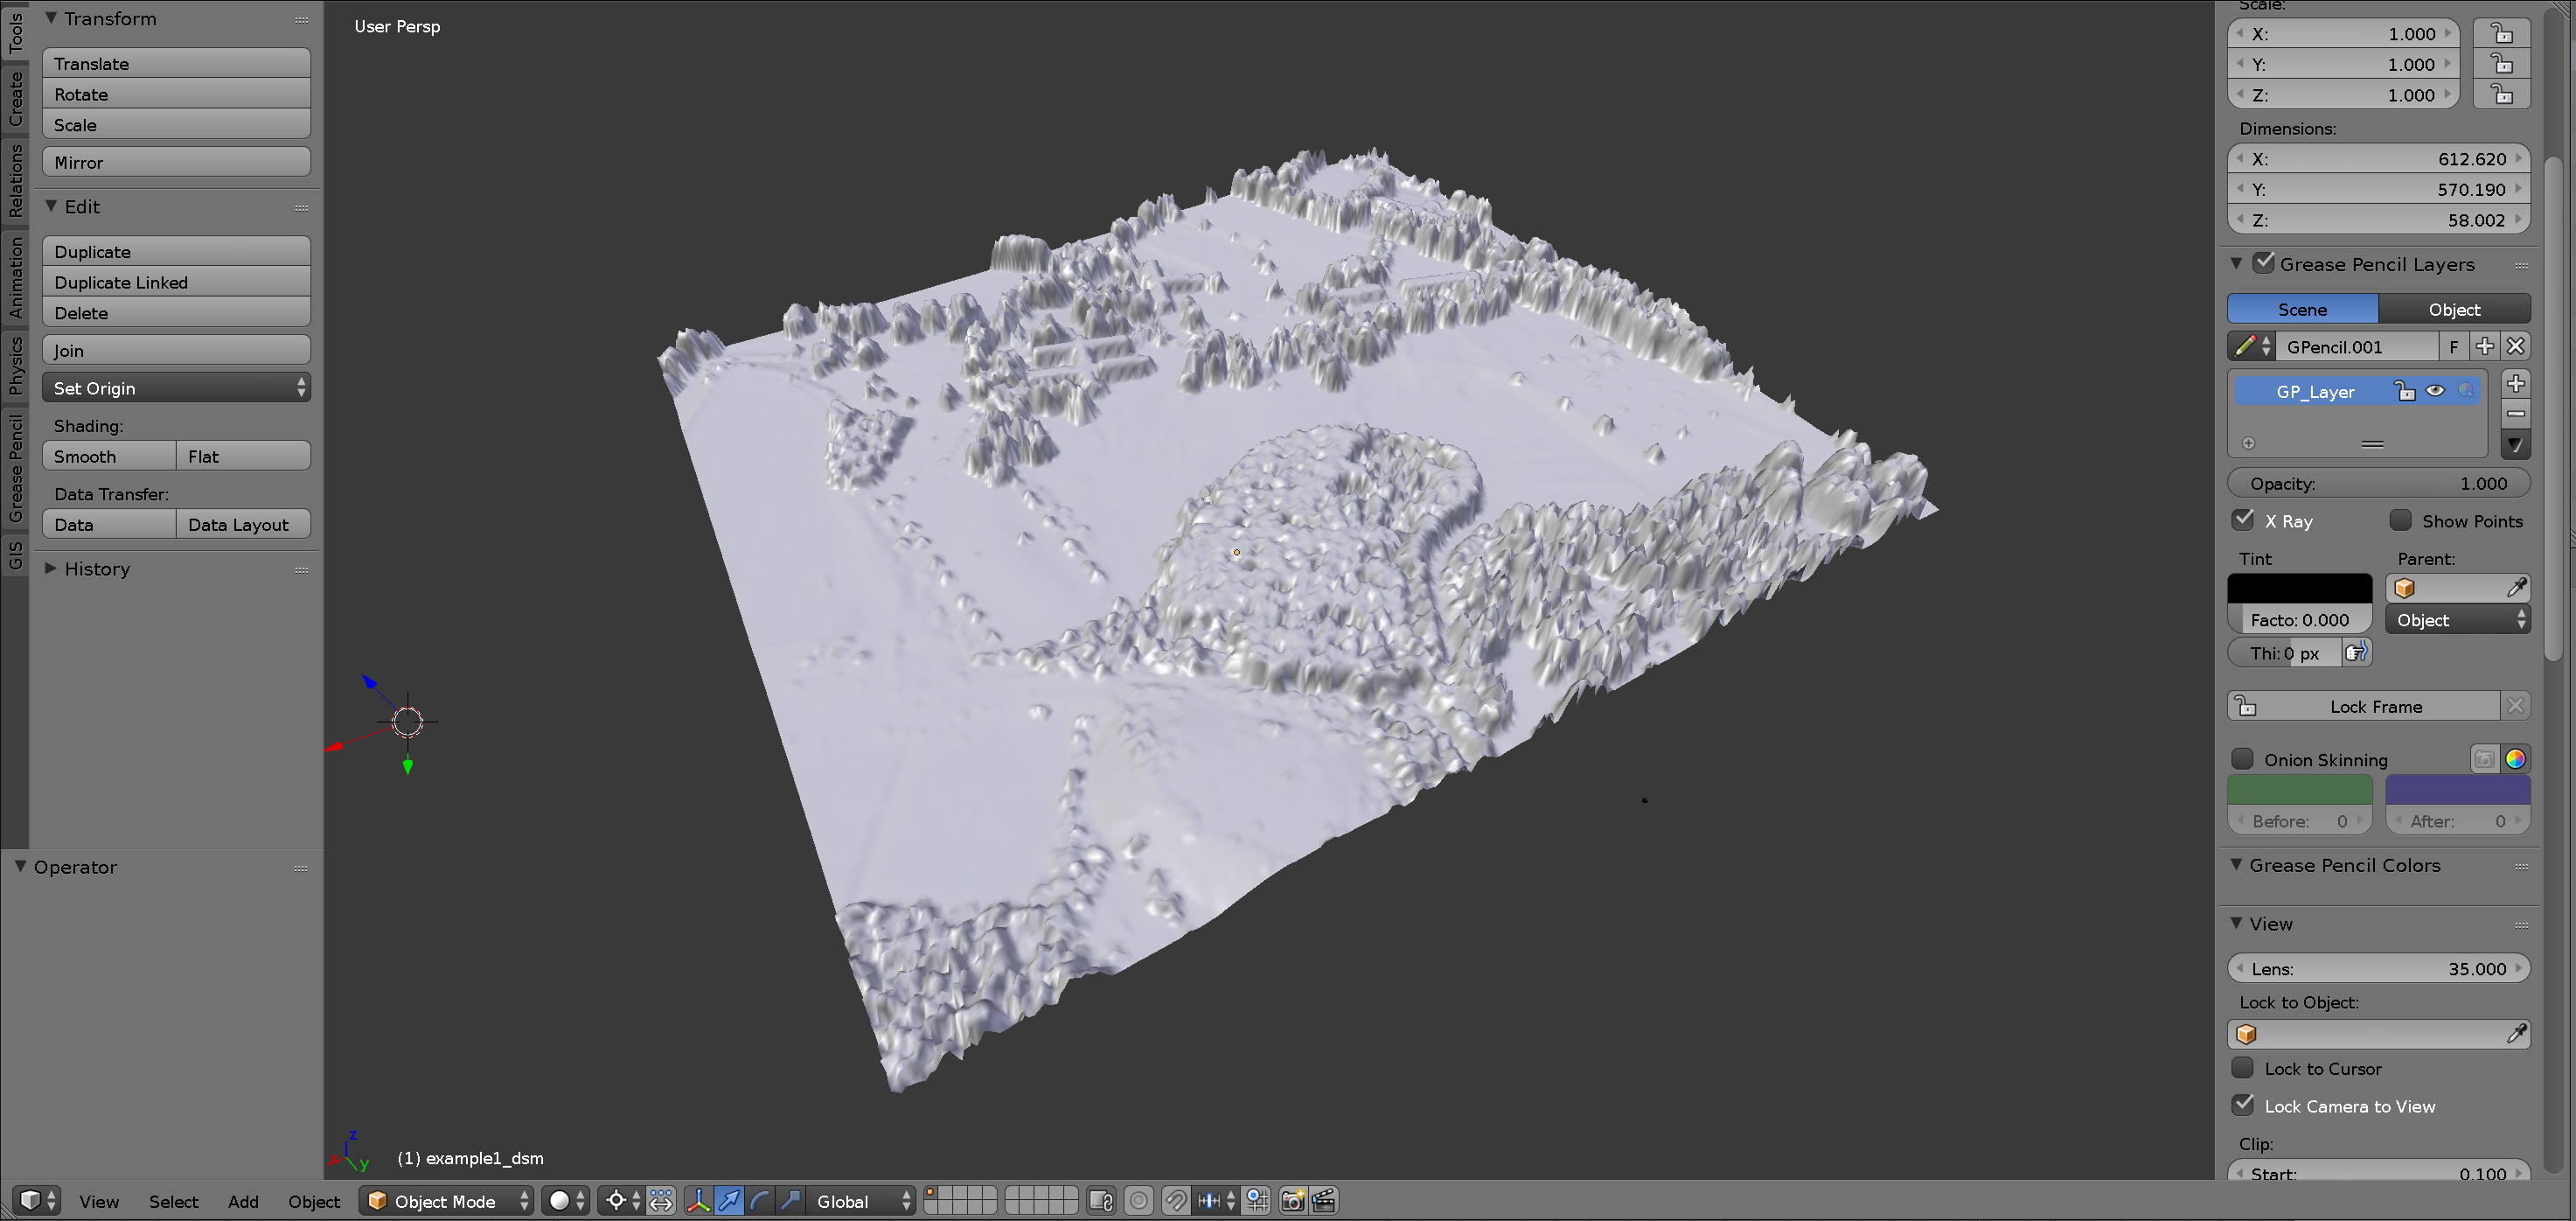 Tools
Create
Relations
Animation
Physics
Grease Pencil
GIS
Transform
Translate
Rotate
Scale
Mirror
Edit
Duplicate
Duplicate Linked
Delete
Join
Set Origin
Shading:
Smooth Flat
Data Transfer:
Data Data Layout
History
Operator
User Persp
z
x y
(1) example1_dsm
Scale:
X: 1.000
Y: 1.000
Z: 1.000
Dimensions:
X: 612.620
Y: 570.190
Z: 58.002
Grease Pencil Layers
Scene Object
GPencil.001 F
GP_Layer
Opacity: 1.000
X Ray Show Points
Tint Parent:
Facto: 0.000 Object
Thi: 0 px
Lock Frame
Onion Skinning
Before: 0 After: 0
Grease Pencil Colors
View
Lens: 35.000
Lock to Object:
Lock to Cursor
Lock Camera to View
Clip:
Start: 0.100
View Select Add Object Object Mode Global